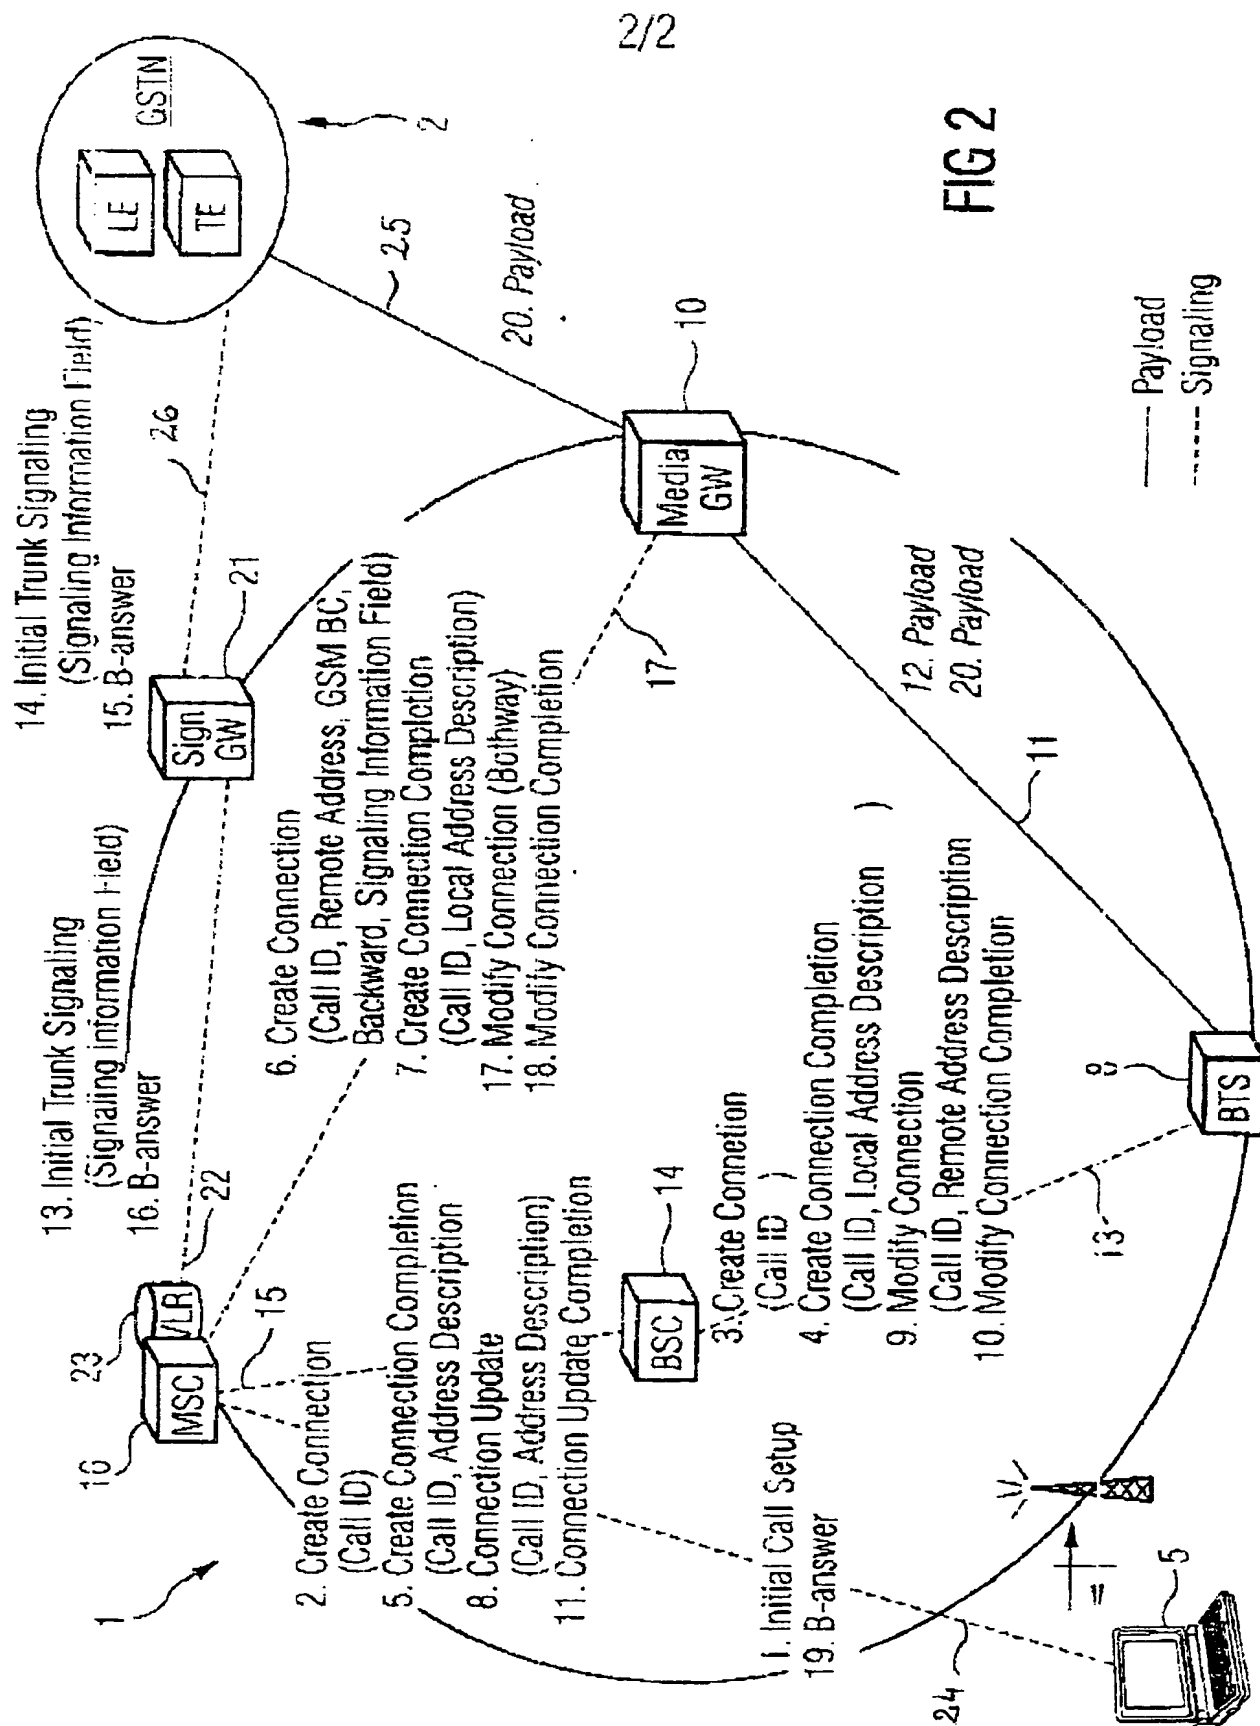 2/2
1
16
23
MSC
VLR
22
15
13. Initial Trunk Signaling
(Signaling Information Field)
16. B-answer
14. Initial Trunk Signaling
(Signaling Information Field)
15. B-answer
Sign
GW
21
26
GSTN
LE
TE
2
25
20. Payload
6. Create Connection
(Call ID, Remote Address, GSM BC,
Backward, Signaling Information Field)
7. Create Connection Completion
(Call ID, Local Address Description)
17. Modify Connection (Bothway)
18. Modify Connection Completion
17
Media
GW
10
2. Create Connection
(Call ID)
5. Create Connection Completion
(Call ID, Address Description)
8. Connection Update
(Call ID, Address Description)
11. Connection Update Completion
BSC
14
3. Create Connetion
(Call ID )
4. Create Connection Completion
(Call ID, Local Address Description )
9. Modify Connection
(Call ID, Remote Address Description
10. Modify Connection Completion
12. Payload
20. Payload
11
1. Initial Call Setup
19. B-answer
24
5
13
BTS
Payload
Signaling
FIG 2